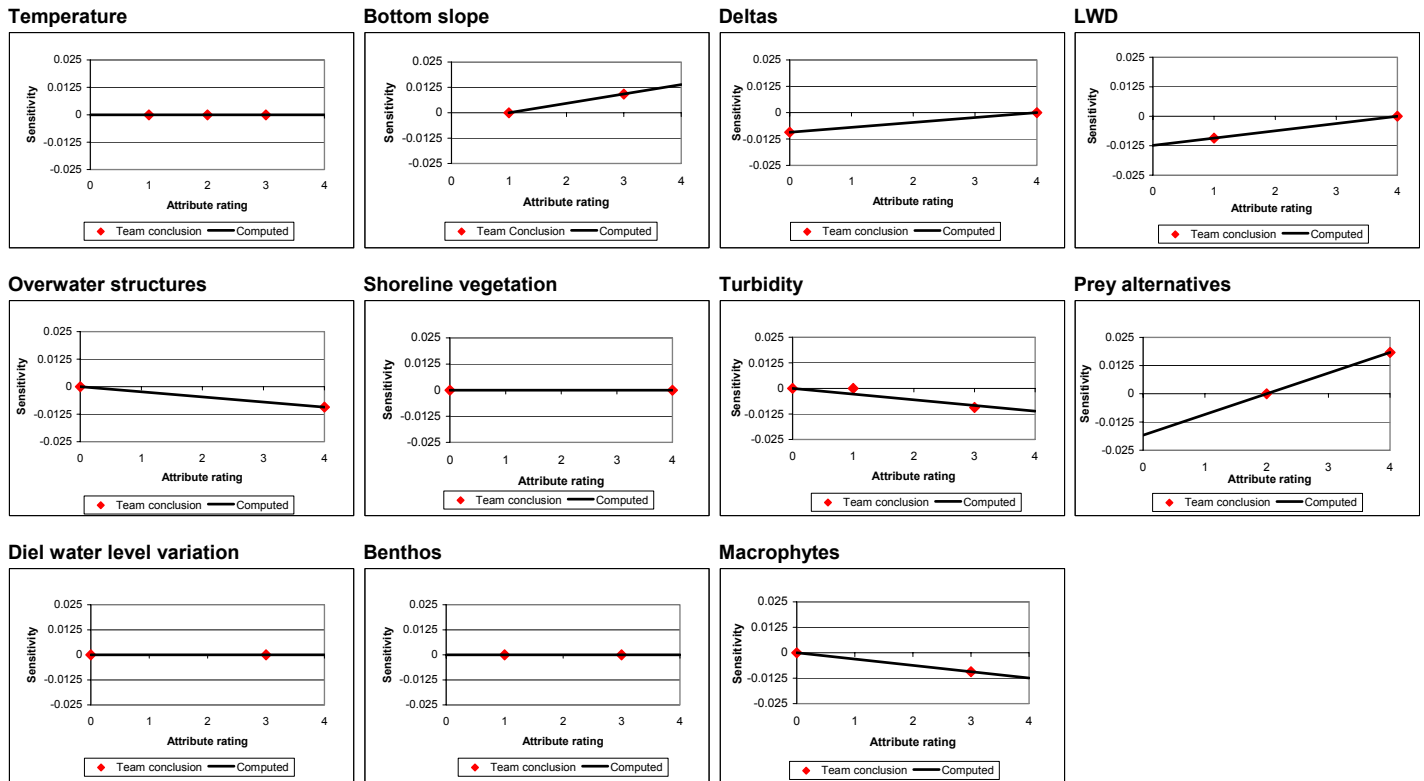 Temperature
0.025
0.0125
0
-0.0125
-0.025
Sensitivity
0 1 2 3 4
Attribute rating
Team conclusion Computed
Bottom slope
0.025
0.0125
0
-0.0125
-0.025
Sensitivity
0 1 2 3 4
Attribute rating
Team Conclusion Computed
Deltas
0.025
0.0125
0
-0.0125
-0.025
Sensitivity
0 1 2 3 4
Attribute rating
Team conclusion Computed
LWD
0.025
0.0125
0
-0.0125
-0.025
Sensitivity
0 1 2 3 4
Attribute rating
Team conclusion Computed
Overwater structures
0.025
0.0125
0
-0.0125
-0.025
Sensitivity
0 1 2 3 4
Attribute rating
Team conclusion Computed
Shoreline vegetation
0.025
0.0125
0
-0.0125
-0.025
Sensitivity
0 1 2 3 4
Attribute rating
Team conclusion Computed
Turbidity
0.025
0.0125
0
-0.0125
-0.025
Sensitivity
0 1 2 3 4
Attribute rating
Team conclusion Computed
Prey alternatives
0.025
0.0125
0
-0.0125
-0.025
Sensitivity
0 1 2 3 4
Attribute rating
Team conclusion Computed
Diel water level variation
0.025
0.0125
0
-0.0125
-0.025
Sensitivity
0 1 2 3 4
Attribute rating
Team conclusion Computed
Benthos
0.025
0.0125
0
-0.0125
-0.025
Sensitivity
0 1 2 3 4
Attribute rating
Team conclusion Computed
Macrophytes
0.025
0.0125
0
-0.0125
-0.025
Sensitivity
0 1 2 3 4
Attribute rating
Team conclusion Computed